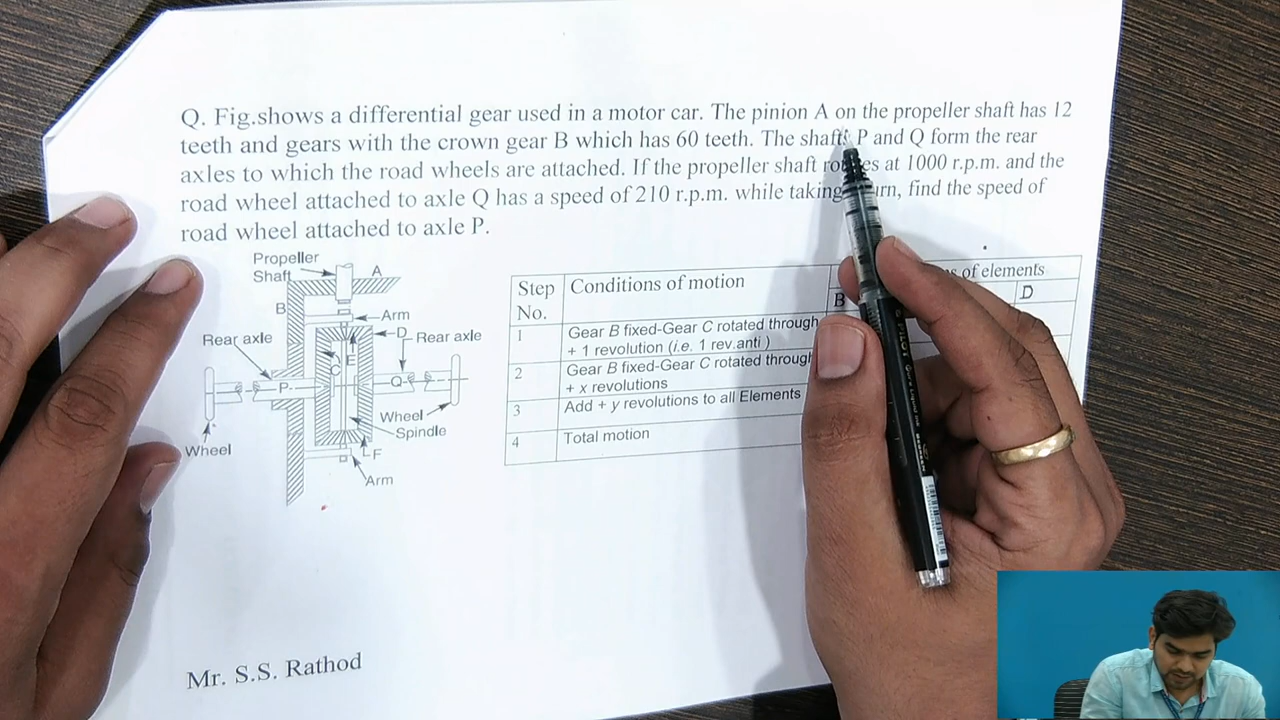 Q. Fig.shows a differential gear used in a motor car. The pinion A on the propeller shaft has 12
teeth and gears with the crown gear B which has 60 teeth. The shafts P and Q form the rear
axles to which the road wheels are attached. If the propeller shaft rotates at 1000 r.p.m. and the
road wheel attached to axle Q has a speed of 210 r.p.m. while taking turn, find the speed of
road wheel attached to axle P.
Propeller
Shaft
A
B
Arm
D
Rear axle
Rear axle
E
C
P
Q
Wheel
Spindle
Wheel
F
Arm
Step
No.
Conditions of motion
of elements
B
D
1
Gear B fixed-Gear C rotated through
+ 1 revolution (i.e. 1 rev.anti )
2
Gear B fixed-Gear C rotated through
+ x revolutions
3
Add + y revolutions to all Elements
4
Total motion
Mr. S.S. Rathod
PILOT